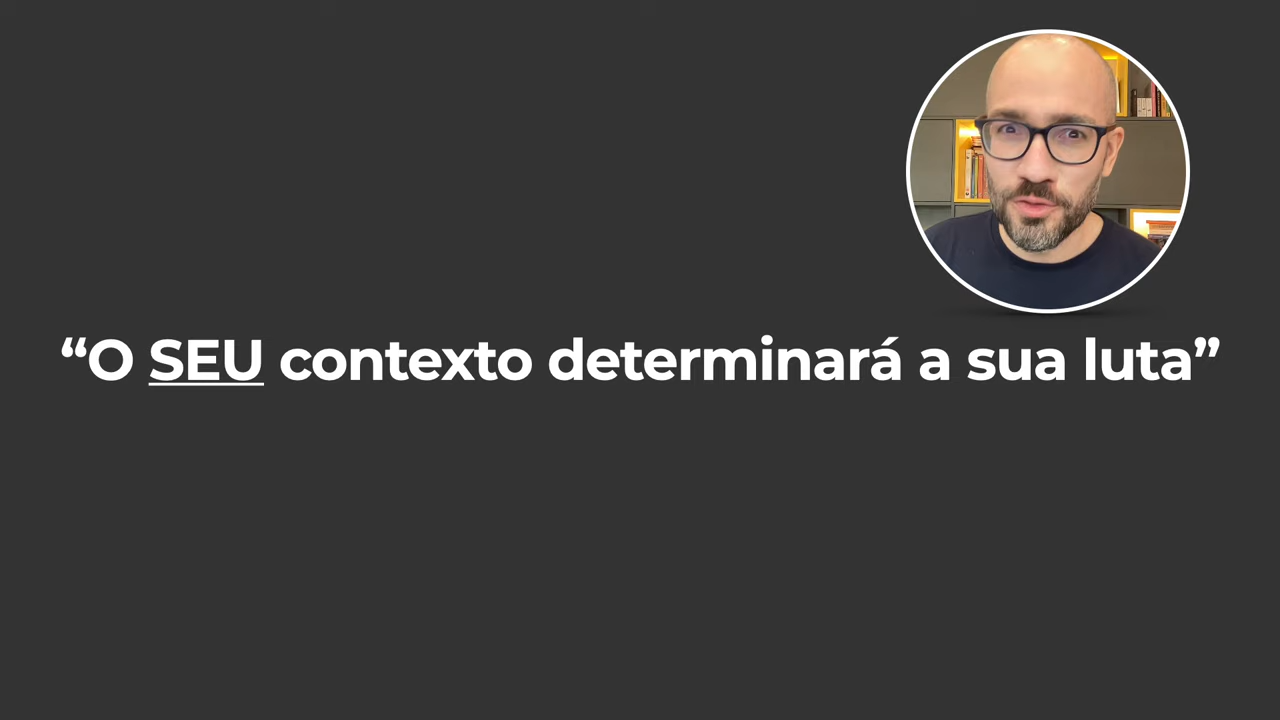 “O SEU contexto determinará a sua luta”